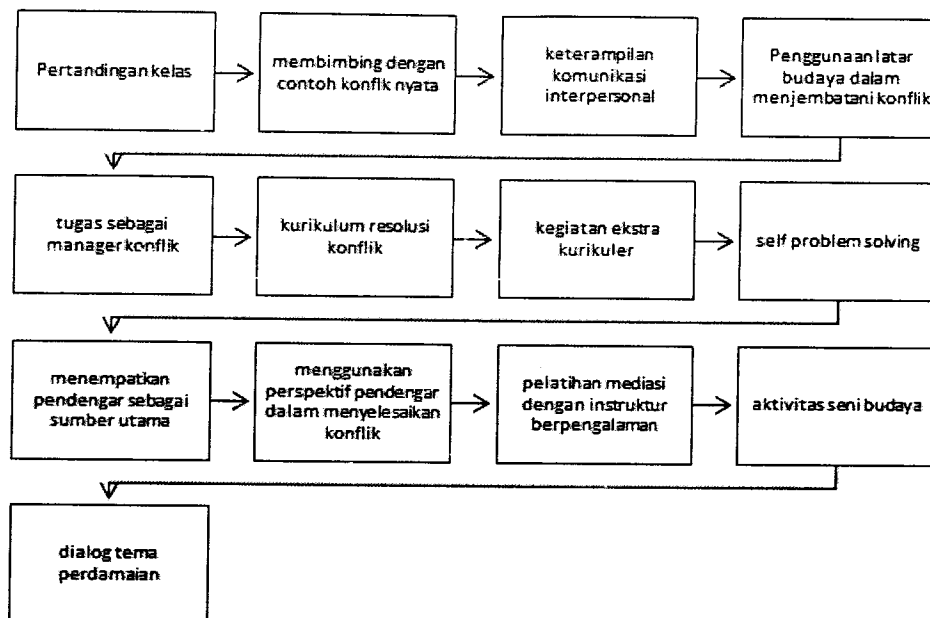 Pertandingan kelas
membimbing dengan
contoh konflk nyata
keterampilan
komunikasi
interpersonal
Penggunaan latar
budaya dalam
menjembatani konflik
tugas sebagai
manager konflik
kurikulum resolusi
konflik
kegiatan ekstra
kurikuler
self problem solving
menempatkan
pendengar sebagai
sumber utama
menggunakan
perspektif pendengar
dalam menyelesaikan
konflik
pelatihan mediasi
dengan instruktur
berpengalaman
aktivitas seni budaya
dialog tema
perdamaian